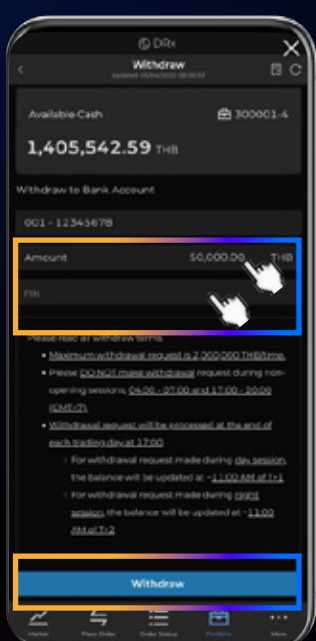 DRx
Withdraw
Available Cash
300001-4
1,405,542.59 THB
Withdraw to Bank Account
001 - 12345678
Amount
50,000.00
THB
PIN
Please read all withdraw terms
Maximum withdrawal request is 2,000,000 THB/time.
Please DO NOT make withdrawal request during non-
opening sessions, 04:00 - 07:00 and 17:00 - 20:00
(GMT+7).
Withdrawal request will be processed at the end of
each trading day at 17:00
For withdrawal request made during day session,
the balance will be updated at ~11:00 AM of T+1
For withdrawal request made during night
session, the balance will be updated at ~11:00
AM of T+2
Withdraw
Market
Place Order
Order Status
Portfolio
More